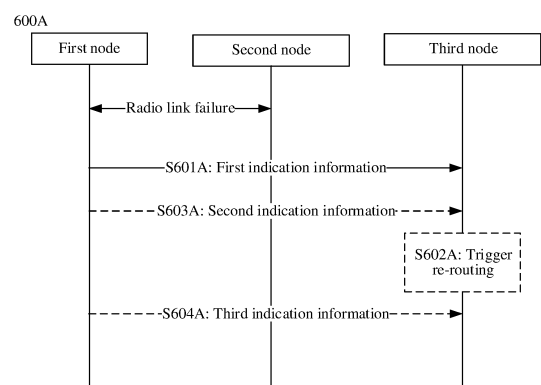 600A
First node
Second node
Third node
Radio link failure
S601A: First indication information
S603A: Second indication information
S602A: Trigger
re-routing
S604A: Third indication information